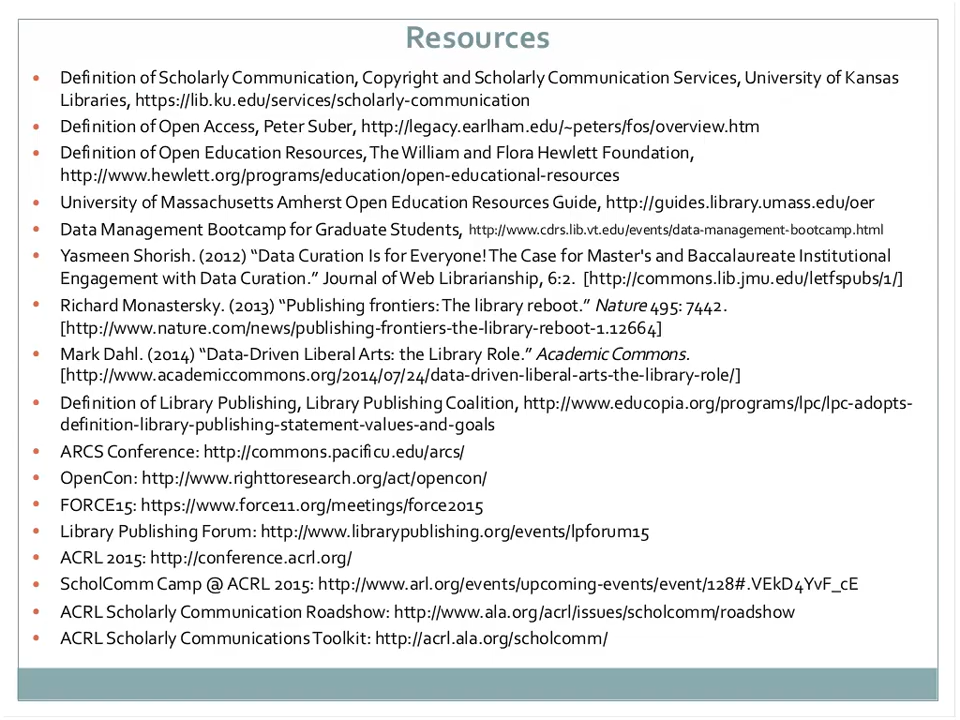 Resources
• Definition of Scholarly Communication, Copyright and Scholarly Communication Services, University of Kansas
Libraries, https://lib.ku.edu/services/scholarly-communication
• Definition of Open Access, Peter Suber, http://legacy.earlham.edu/~peters/fos/overview.htm
• Definition of Open Education Resources, The William and Flora Hewlett Foundation,
http://www.hewlett.org/programs/education/open-educational-resources
• University of Massachusetts Amherst Open Education Resources Guide, http://guides.library.umass.edu/oer
• Data Management Bootcamp for Graduate Students, http://www.cdrs.lib.vt.edu/events/data-management-bootcamp.html
• Yasmeen Shorish. (2012) “Data Curation Is for Everyone! The Case for Master's and Baccalaureate Institutional
Engagement with Data Curation.” Journal of Web Librarianship, 6:2. [http://commons.lib.jmu.edu/letfspubs/1/]
• Richard Monastersky. (2013) “Publishing frontiers: The library reboot.” Nature 495: 7442.
[http://www.nature.com/news/publishing-frontiers-the-library-reboot-1.12664]
• Mark Dahl. (2014) “Data-Driven Liberal Arts: the Library Role.” Academic Commons.
[http://www.academiccommons.org/2014/07/24/data-driven-liberal-arts-the-library-role/]
• Definition of Library Publishing, Library Publishing Coalition, http://www.educopia.org/programs/lpc/lpc-adopts-
definition-library-publishing-statement-values-and-goals
• ARCS Conference: http://commons.pacificu.edu/arcs/
• OpenCon: http://www.righttoresearch.org/act/opencon/
• FORCE15: https://www.force11.org/meetings/force2015
• Library Publishing Forum: http://www.librarypublishing.org/events/lpforum15
• ACRL 2015: http://conference.acrl.org/
• ScholComm Camp @ ACRL 2015: http://www.arl.org/events/upcoming-events/event/128#.VEkD4YvF_cE
• ACRL Scholarly Communication Roadshow: http://www.ala.org/acrl/issues/scholcomm/roadshow
• ACRL Scholarly Communications Toolkit: http://acrl.ala.org/scholcomm/